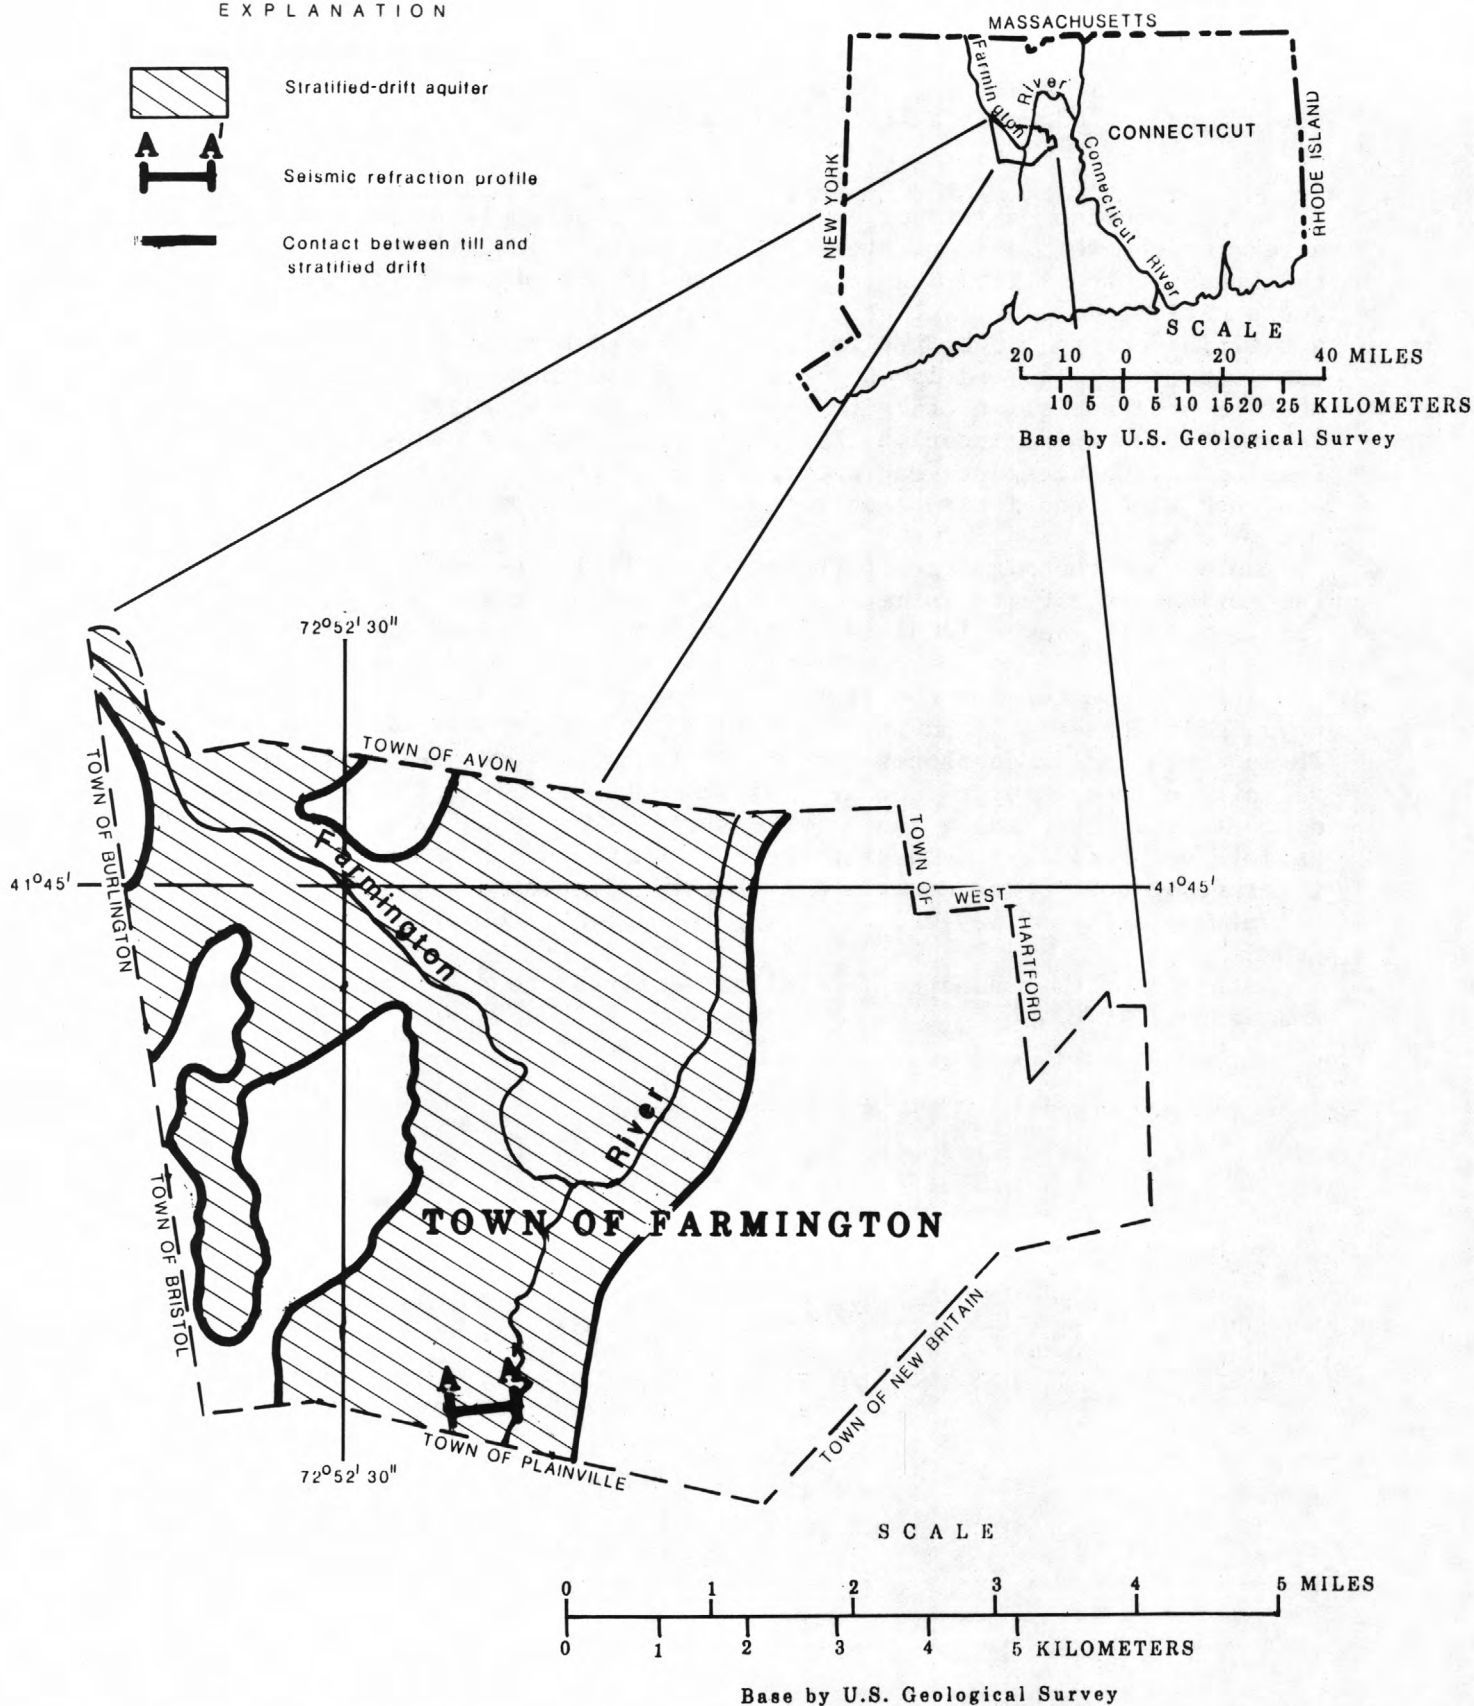 EXPLANATION
Stratified-drift aquifer
A A'
Seismic refraction profile
Contact between till and
stratified drift
MASSACHUSETTS
Farmington
River
CONNECTICUT
NEW YORK
RHODE ISLAND
Connecticut
River
SCALE
20 10 0 20 40 MILES
10 5 0 5 10 15 20 25 KILOMETERS
Base by U.S. Geological Survey
72°52'30"
TOWN OF AVON
TOWN OF BURLINGTON
Farmington
TOWN OF
WEST
HARTFORD
41°45'
41°45'
River
TOWN OF FARMINGTON
TOWN OF BRISTOL
A A'
TOWN OF NEW BRITAIN
TOWN OF PLAINVILLE
72°52'30"
SCALE
0 1 2 3 4 5 MILES
0 1 2 3 4 5 KILOMETERS
Base by U.S. Geological Survey